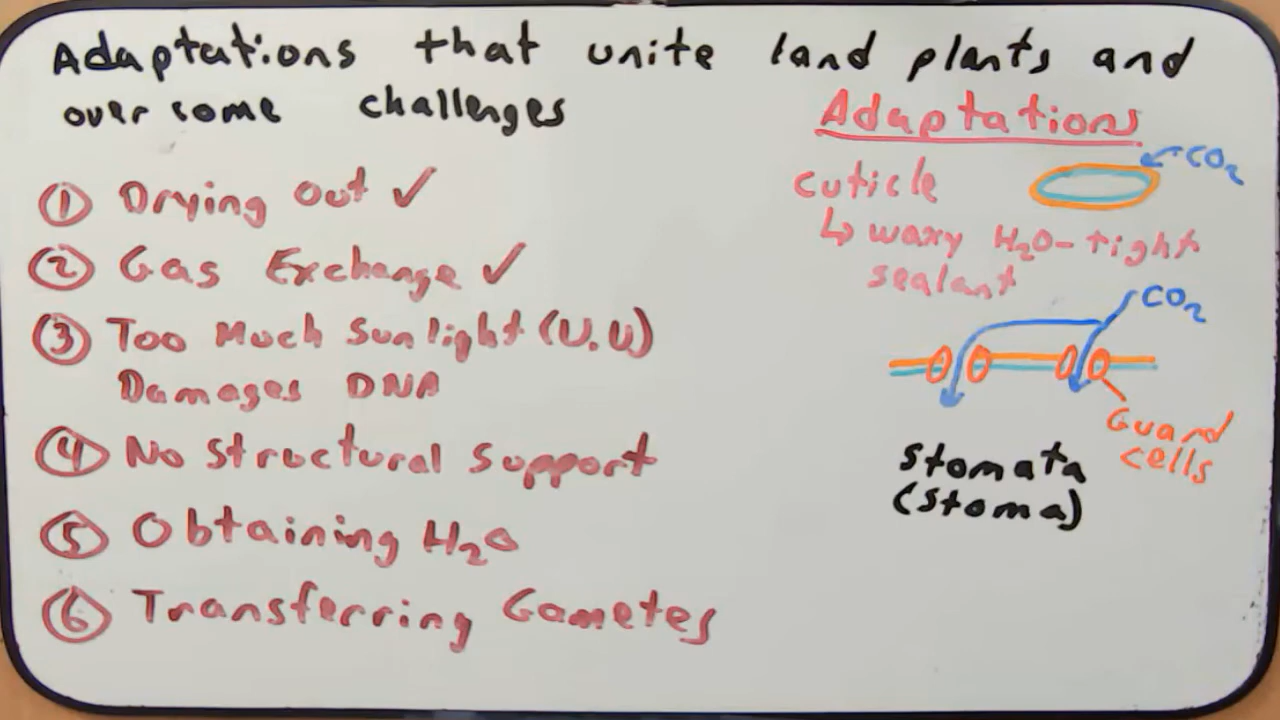 Adaptations that unite land plants and
over some challenges
① Drying Out ✓
② Gas Exchange ✓
③ Too Much Sunlight (U.U)
Damages DNA
④ No Structural Support
⑤ Obtaining H₂O
⑥ Transferring Gametes
Adaptations
cuticle
CO₂
↳ waxy H₂O-tight
sealant
CO₂
Guard
cells
Stomata
(stoma)